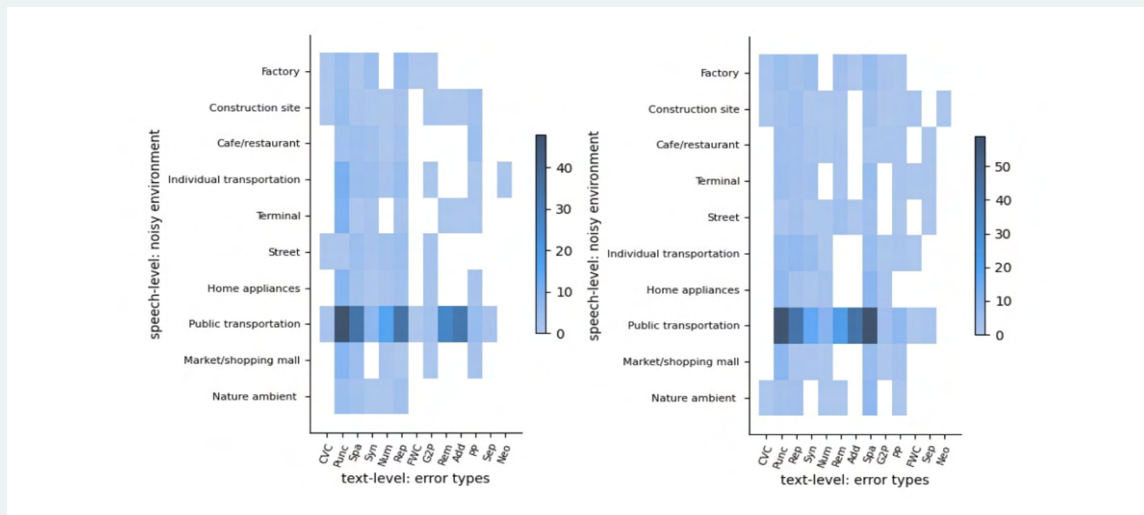 speech-level: noisy environment
Factory
Construction site
Cafe/restaurant
Individual transportation
Terminal
Street
Home appliances
Public transportation
Market/shopping mall
Nature ambient
CVC Punc Spa Syn Num Rep FWC G2P Rem Add PP Sep Neo
text-level: error types
40
30
20
10
0
speech-level: noisy environment
Factory
Construction site
Cafe/restaurant
Terminal
Street
Individual transportation
Home appliances
Public transportation
Market/shopping mall
Nature ambient
CVC Punc Rep Syn Num Rem Add Spa G2P PP FWC Sep Neo
text-level: error types
50
40
30
20
10
0